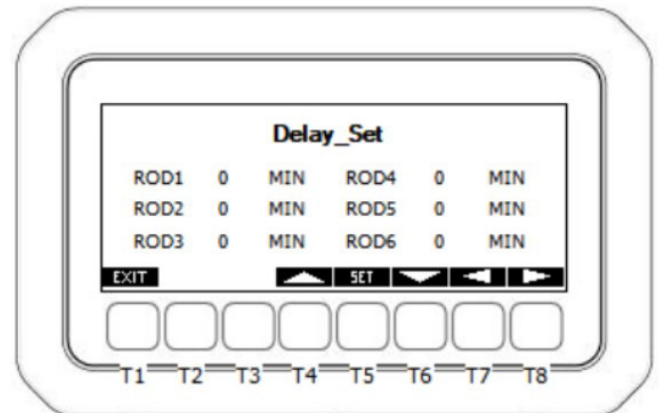 Delay_Set
ROD1 0 MIN ROD4 0 MIN
ROD2 0 MIN ROD5 0 MIN
ROD3 0 MIN ROD6 0 MIN
EXIT SET
T1 T2 T3 T4 T5 T6 T7 T8